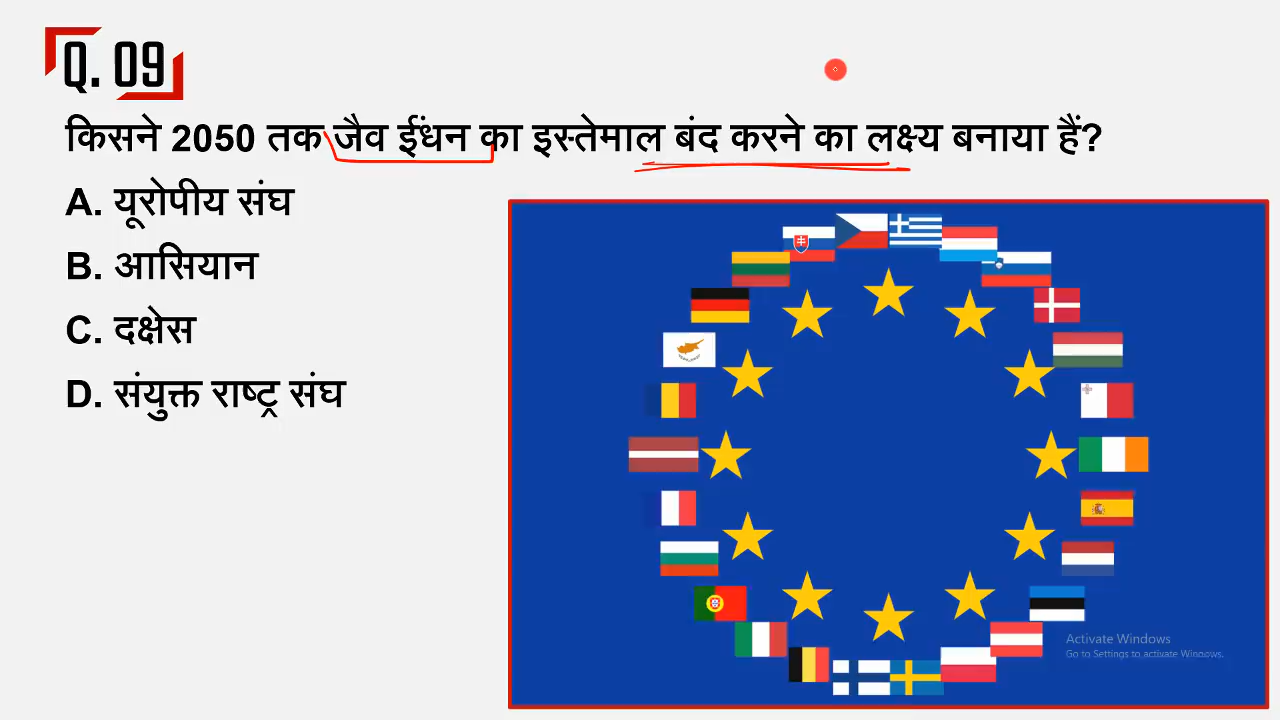 Q. 09
किसने 2050 तक जैव ईंधन का इस्तेमाल बंद करने का लक्ष्य बनाया हैं?
A. यूरोपीय संघ
B. आसियान
C. दक्षेस
D. संयुक्त राष्ट्र संघ
Activate Windows
Go to Settings to activate Windows.